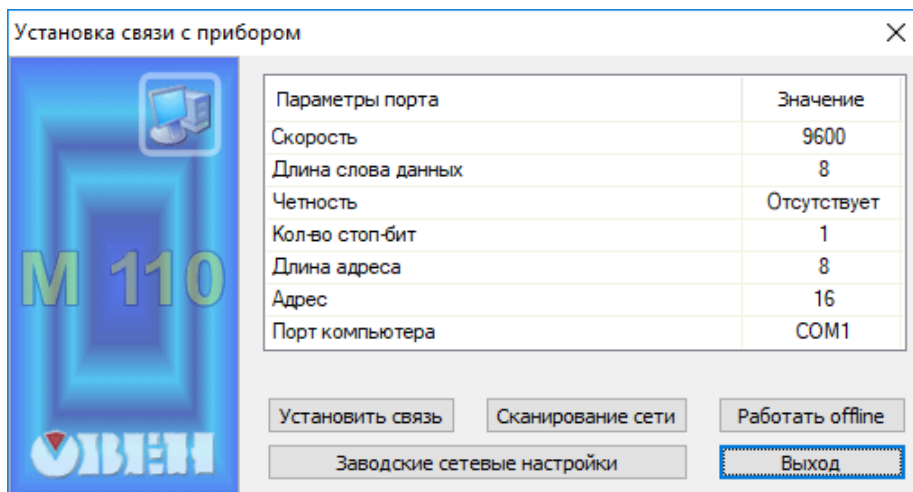 Установка связи с прибором
М 110
ОВЕН
Параметры порта Значение
Скорость 9600
Длина слова данных 8
Четность Отсутствует
Кол-во стоп-бит 1
Длина адреса 8
Адрес 16
Порт компьютера COM1
Установить связь Сканирование сети Работать offline
Заводские сетевые настройки Выход